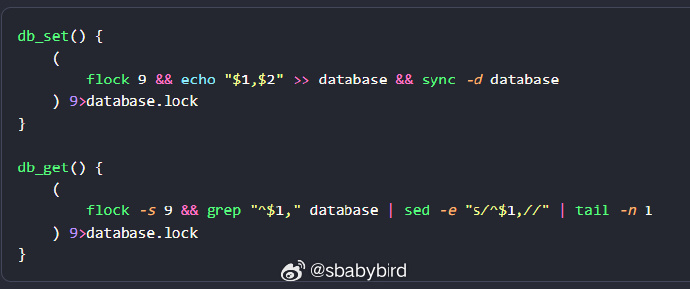 db_set() {
    (
        flock 9 && echo "$1,$2" >> database && sync -d database
    ) 9>database.lock
}

db_get() {
    (
        flock -s 9 && grep "^$1," database | sed -e "s/^$1,//" | tail -n 1
    ) 9>database.lock
}
@sbabybird